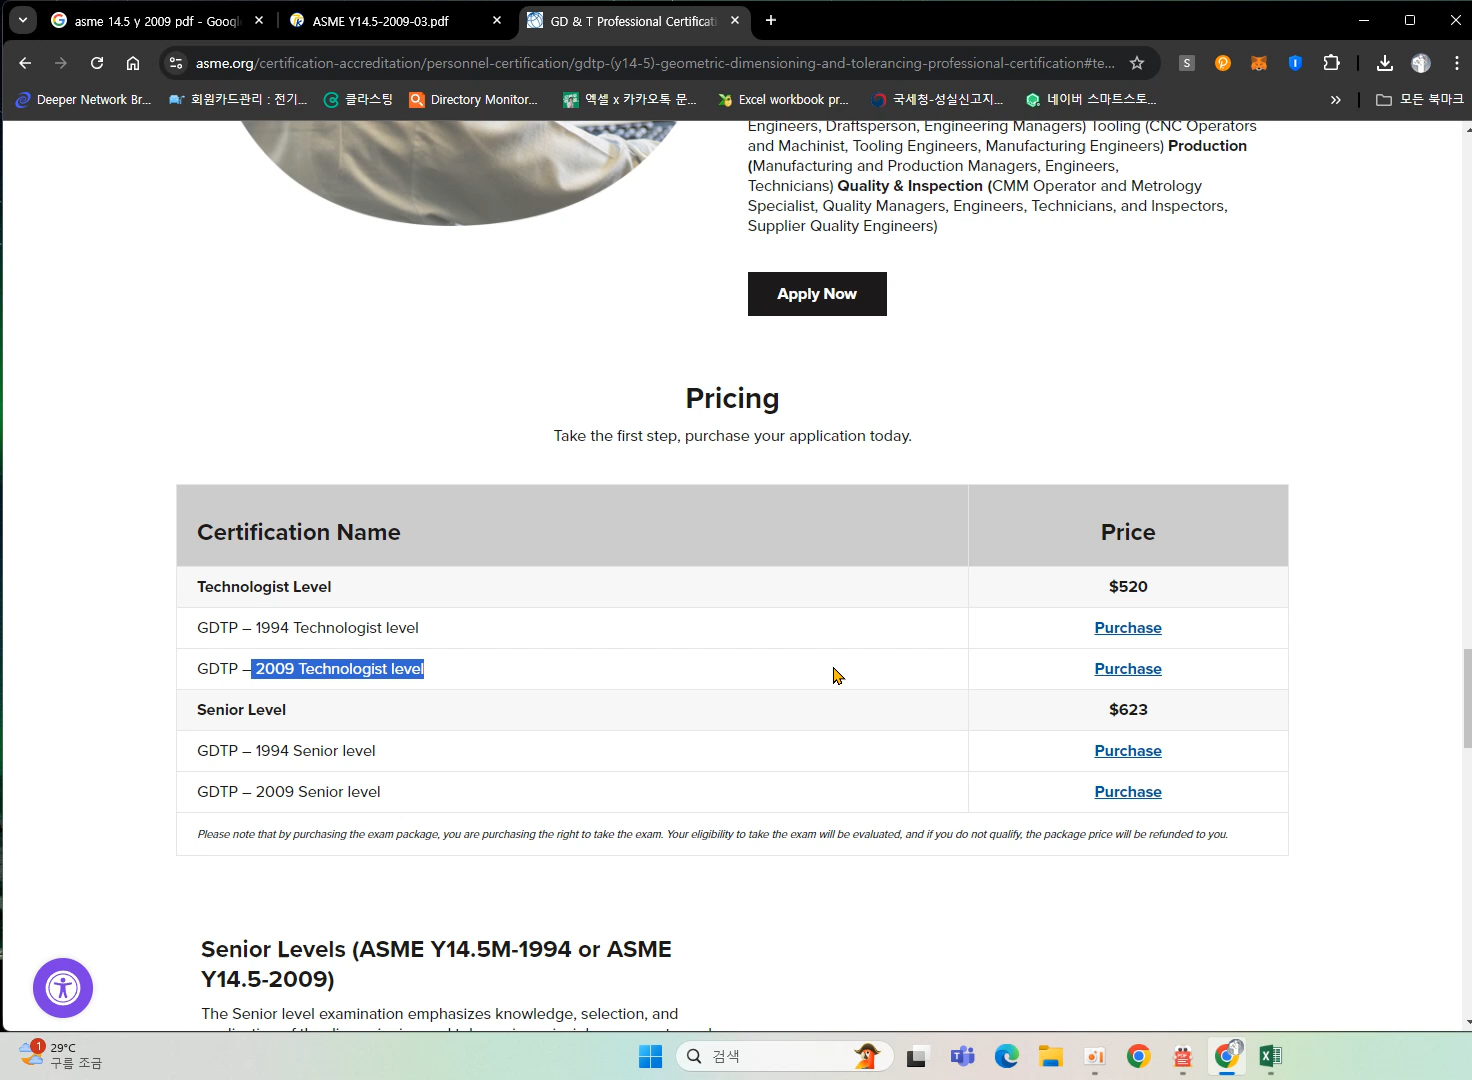 asme 14.5 y 2009 pdf - Googl
ASME Y14.5-2009-03.pdf
GD & T Professional Certificati
asme.org/certification-accreditation/personnel-certification/gdtp-(y14-5)-geometric-dimensioning-and-tolerancing-professional-certification#te...
Deeper Network Br...
회원카드관리 : 전기...
클라스팅
Directory Monitor...
엑셀 x 카카오톡 문...
Excel workbook pr...
국세청-성실신고지...
네이버 스마트스토...
모든 북마크
Engineers, Draftsperson, Engineering Managers) Tooling (CNC Operators
and Machinist, Tooling Engineers, Manufacturing Engineers) Production
(Manufacturing and Production Managers, Engineers,
Technicians) Quality & Inspection (CMM Operator and Metrology
Specialist, Quality Managers, Engineers, Technicians, and Inspectors,
Supplier Quality Engineers)
Apply Now
Pricing
Take the first step, purchase your application today.
Certification Name Price
Technologist Level $520
GDTP – 1994 Technologist level Purchase
GDTP – 2009 Technologist level Purchase
Senior Level $623
GDTP – 1994 Senior level Purchase
GDTP – 2009 Senior level Purchase
Please note that by purchasing the exam package, you are purchasing the right to take the exam. Your eligibility to take the exam will be evaluated, and if you do not qualify, the package price will be refunded to you.
Senior Levels (ASME Y14.5M-1994 or ASME
Y14.5-2009)
The Senior level examination emphasizes knowledge, selection, and
1
29°C
구름 조금
검색